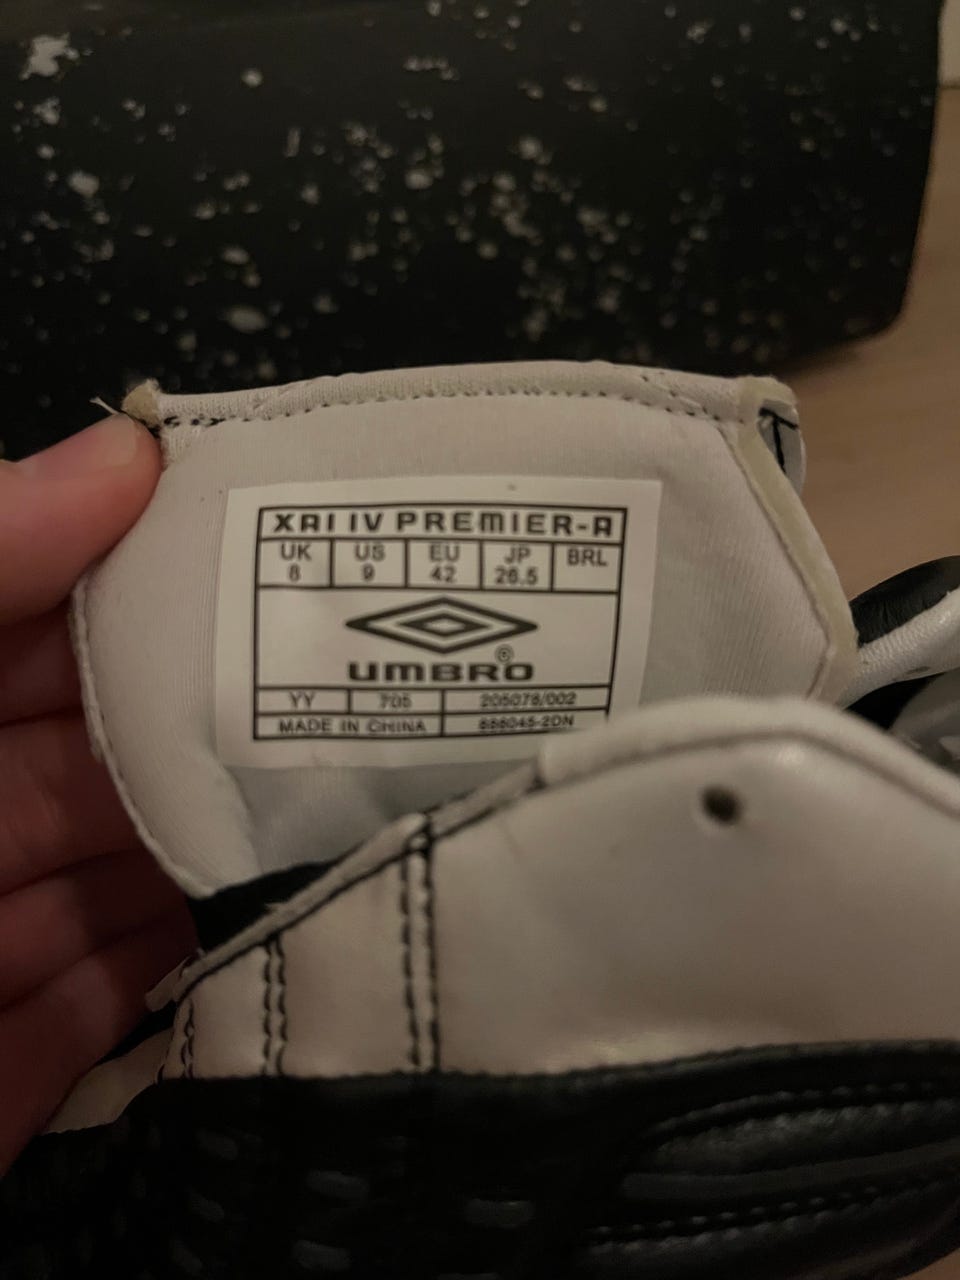 XAI IV PREMIER-A
UK US EU JP BRL
8 9 42 26.5
UMBRO®
YY 705 205078/002
MADE IN CHINA